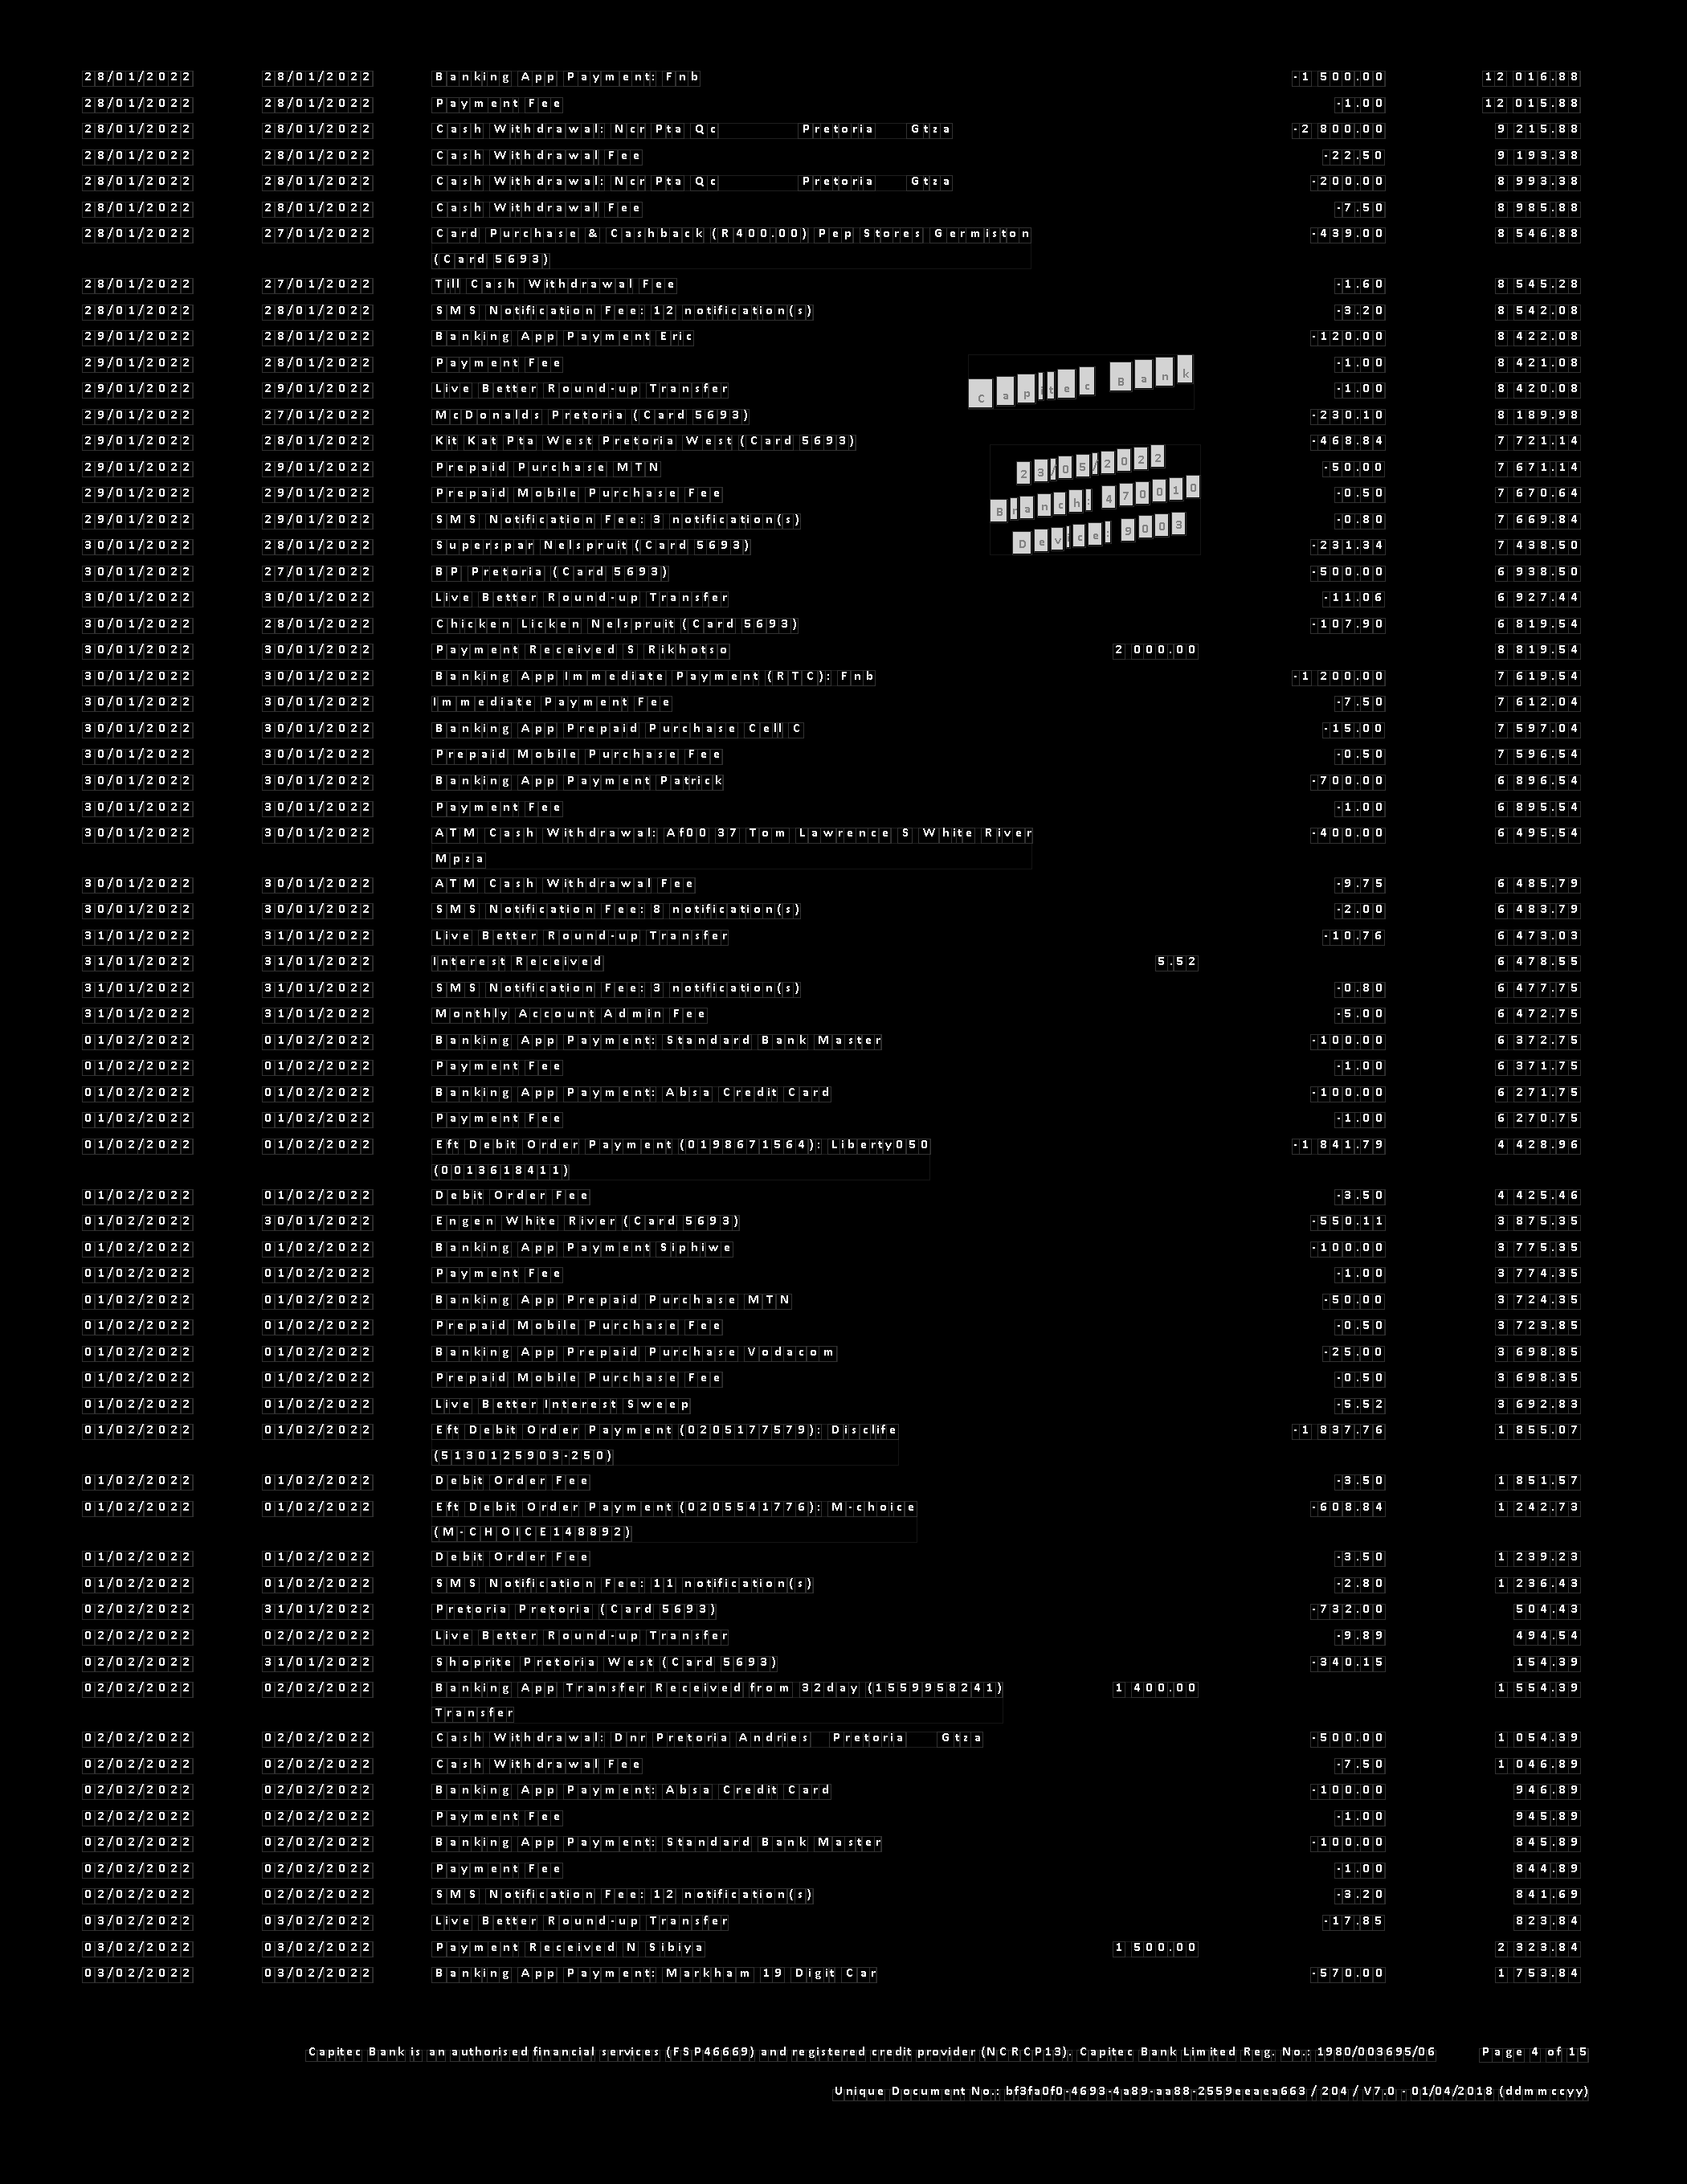 28/01/2022 28/01/2022 Banking App Payment: Fnb -1 500.00 12 016.88
28/01/2022 28/01/2022 Payment Fee -1.00 12 015.88
28/01/2022 28/01/2022 Cash Withdrawal: Ncr Pta Qc Pretoria Gtza -2 800.00 9 215.88
28/01/2022 28/01/2022 Cash Withdrawal Fee -22.50 9 193.38
28/01/2022 28/01/2022 Cash Withdrawal: Ncr Pta Qc Pretoria Gtza -200.00 8 993.38
28/01/2022 28/01/2022 Cash Withdrawal Fee -7.50 8 985.88
28/01/2022 27/01/2022 Card Purchase & Cashback (R400.00) Pep Stores Germiston -439.00 8 546.88
(Card 5693)
28/01/2022 27/01/2022 Till Cash Withdrawal Fee -1.60 8 545.28
28/01/2022 28/01/2022 SMS Notification Fee: 12 notification(s) -3.20 8 542.08
29/01/2022 28/01/2022 Banking App Payment Eric -120.00 8 422.08
29/01/2022 28/01/2022 Payment Fee -1.00 8 421.08
Capitec Bank
29/01/2022 29/01/2022 Live Better Round-up Transfer -1.00 8 420.08
29/01/2022 27/01/2022 McDonalds Pretoria (Card 5693) -230.10 8 189.98
29/01/2022 28/01/2022 Kit Kat Pta West Pretoria West (Card 5693) -468.84 7 721.14
29/01/2022 29/01/2022 Prepaid Purchase MTN -50.00 7 671.14
23/05/2022
29/01/2022 29/01/2022 Prepaid Mobile Purchase Fee -0.50 7 670.64
Branch: 470010
29/01/2022 29/01/2022 SMS Notification Fee: 3 notification(s) -0.80 7 669.84
Device: 9003
30/01/2022 28/01/2022 Superspar Nelspruit (Card 5693) -231.34 7 438.50
30/01/2022 27/01/2022 BP Pretoria (Card 5693) -500.00 6 938.50
30/01/2022 30/01/2022 Live Better Round-up Transfer -11.06 6 927.44
30/01/2022 28/01/2022 Chicken Licken Nelspruit (Card 5693) -107.90 6 819.54
30/01/2022 30/01/2022 Payment Received S Rikhotso 2 000.00 8 819.54
30/01/2022 30/01/2022 Banking App Immediate Payment (RTC): Fnb -1 200.00 7 619.54
30/01/2022 30/01/2022 Immediate Payment Fee -7.50 7 612.04
30/01/2022 30/01/2022 Banking App Prepaid Purchase Cell C -15.00 7 597.04
30/01/2022 30/01/2022 Prepaid Mobile Purchase Fee -0.50 7 596.54
30/01/2022 30/01/2022 Banking App Payment Patrick -700.00 6 896.54
30/01/2022 30/01/2022 Payment Fee -1.00 6 895.54
30/01/2022 30/01/2022 ATM Cash Withdrawal: Af00 37 Tom Lawrence S White River -400.00 6 495.54
Mpza
30/01/2022 30/01/2022 ATM Cash Withdrawal Fee -9.75 6 485.79
30/01/2022 30/01/2022 SMS Notification Fee: 8 notification(s) -2.00 6 483.79
31/01/2022 31/01/2022 Live Better Round-up Transfer -10.76 6 473.03
31/01/2022 31/01/2022 Interest Received 5.52 6 478.55
31/01/2022 31/01/2022 SMS Notification Fee: 3 notification(s) -0.80 6 477.75
31/01/2022 31/01/2022 Monthly Account Admin Fee -5.00 6 472.75
01/02/2022 01/02/2022 Banking App Payment: Standard Bank Master -100.00 6 372.75
01/02/2022 01/02/2022 Payment Fee -1.00 6 371.75
01/02/2022 01/02/2022 Banking App Payment: Absa Credit Card -100.00 6 271.75
01/02/2022 01/02/2022 Payment Fee -1.00 6 270.75
01/02/2022 01/02/2022 Eft Debit Order Payment (0198671564): Liberty050 -1 841.79 4 428.96
(0013618411)
01/02/2022 01/02/2022 Debit Order Fee -3.50 4 425.46
01/02/2022 30/01/2022 Engen White River (Card 5693) -550.11 3 875.35
01/02/2022 01/02/2022 Banking App Payment Siphiwe -100.00 3 775.35
01/02/2022 01/02/2022 Payment Fee -1.00 3 774.35
01/02/2022 01/02/2022 Banking App Prepaid Purchase MTN -50.00 3 724.35
01/02/2022 01/02/2022 Prepaid Mobile Purchase Fee -0.50 3 723.85
01/02/2022 01/02/2022 Banking App Prepaid Purchase Vodacom -25.00 3 698.85
01/02/2022 01/02/2022 Prepaid Mobile Purchase Fee -0.50 3 698.35
01/02/2022 01/02/2022 Live Better Interest Sweep -5.52 3 692.83
01/02/2022 01/02/2022 Eft Debit Order Payment (0205177579): Disclife -1 837.76 1 855.07
(5130125903-250)
01/02/2022 01/02/2022 Debit Order Fee -3.50 1 851.57
01/02/2022 01/02/2022 Eft Debit Order Payment (0205541776): M-choice -608.84 1 242.73
(M-CHOICE148892)
01/02/2022 01/02/2022 Debit Order Fee -3.50 1 239.23
01/02/2022 01/02/2022 SMS Notification Fee: 11 notification(s) -2.80 1 236.43
02/02/2022 31/01/2022 Pretoria Pretoria (Card 5693) -732.00 504.43
02/02/2022 02/02/2022 Live Better Round-up Transfer -9.89 494.54
02/02/2022 31/01/2022 Shoprite Pretoria West (Card 5693) -340.15 154.39
02/02/2022 02/02/2022 Banking App Transfer Received from 32day (1559958241) 1 400.00 1 554.39
Transfer
02/02/2022 02/02/2022 Cash Withdrawal: Dnr Pretoria Andries Pretoria Gtza -500.00 1 054.39
02/02/2022 02/02/2022 Cash Withdrawal Fee -7.50 1 046.89
02/02/2022 02/02/2022 Banking App Payment: Absa Credit Card -100.00 946.89
02/02/2022 02/02/2022 Payment Fee -1.00 945.89
02/02/2022 02/02/2022 Banking App Payment: Standard Bank Master -100.00 845.89
02/02/2022 02/02/2022 Payment Fee -1.00 844.89
02/02/2022 02/02/2022 SMS Notification Fee: 12 notification(s) -3.20 841.69
03/02/2022 03/02/2022 Live Better Round-up Transfer -17.85 823.84
03/02/2022 03/02/2022 Payment Received N Sibiya 1 500.00 2 323.84
03/02/2022 03/02/2022 Banking App Payment: Markham 19 Digit Car -570.00 1 753.84
Capitec Bank is an authorised financial services (FSP46669) and registered credit provider (NCRCP13). Capitec Bank Limited Reg. No.: 1980/003695/06 Page 4 of 15
Unique Document No.: bf3fa0f0-4693-4a89-aa88-2559eeaea663 / 204 / V7.0 - 01/04/2018 (ddmmccyy)